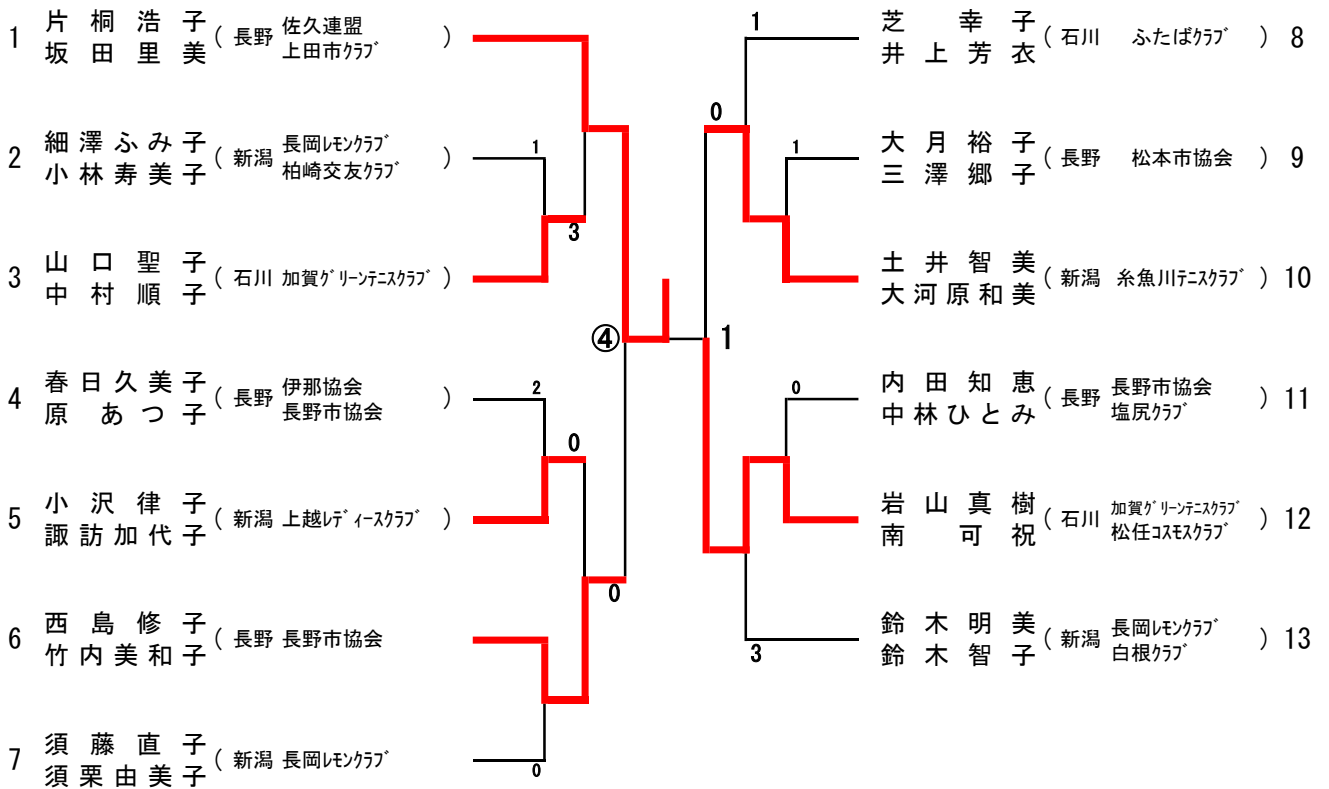 1 片桐浩子 ( 長野 佐久連盟 )
坂田里美 上田市クラブ
2 細澤ふみ子 ( 新潟 長岡レモンクラブ )
小林寿美子 柏崎交友クラブ
1
3
3 山口聖子 ( 石川 加賀グリーンテニスクラブ )
中村順子
④
4 春日久美子 ( 長野 伊那協会 )
原あつ子 長野市協会
2
0
5 小沢律子 ( 新潟 上越レディースクラブ )
諏訪加代子
0
6 西島修子 ( 長野 長野市協会 )
竹内美和子
7 須藤直子 ( 新潟 長岡レモンクラブ )
須栗由美子
0
1
芝幸子 ( 石川 ふたばクラブ ) 8
井上芳衣
0
1
大月裕子 ( 長野 松本市協会 ) 9
三澤郷子
土井智美 ( 新潟 糸魚川テニスクラブ ) 10
大河原和美
1
0
内田知恵 ( 長野 長野市協会 ) 11
中林ひとみ 塩尻クラブ
岩山真樹 ( 石川 加賀グリーンテニスクラブ ) 12
南可祝 松任コスモスクラブ
鈴木明美 ( 新潟 長岡レモンクラブ ) 13
鈴木智子 白根クラブ
3